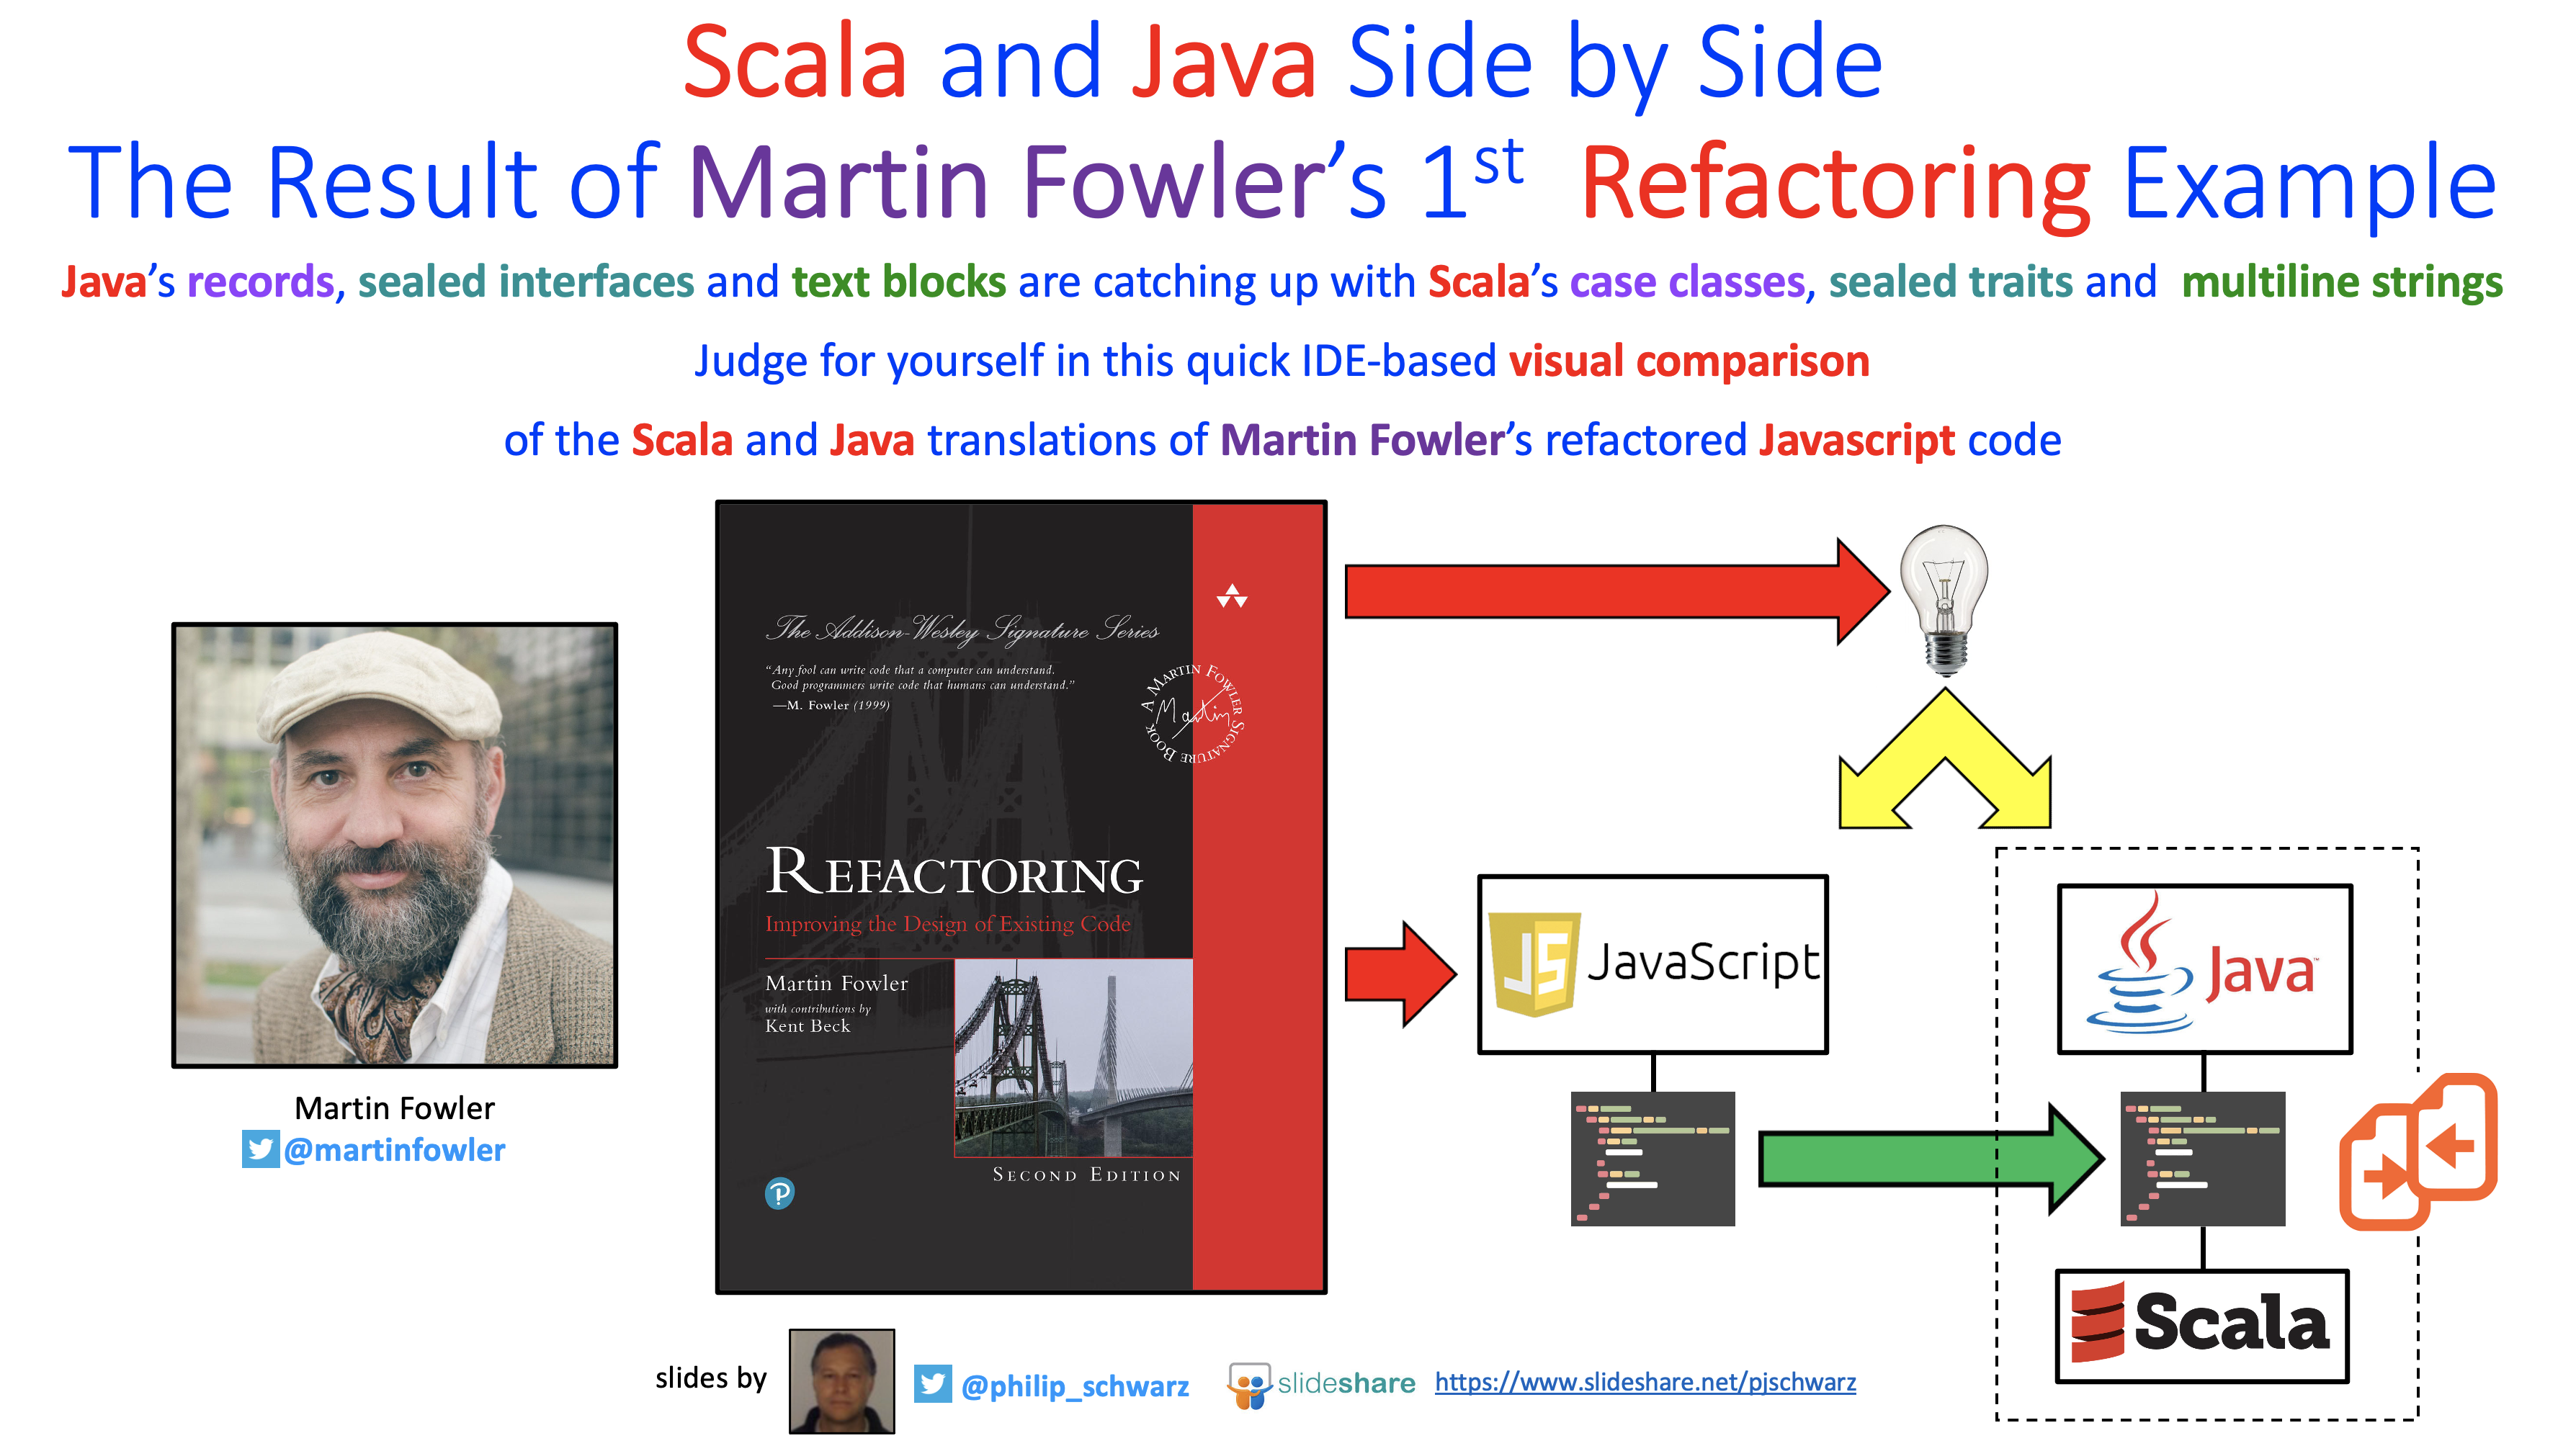 Scala and Java Side by Side
The Result of Martin Fowler’s 1st Refactoring Example
Java’s records, sealed interfaces and text blocks are catching up with Scala’s case classes, sealed traits and multiline strings
Judge for yourself in this quick IDE-based visual comparison
of the Scala and Java translations of Martin Fowler’s refactored Javascript code
Martin Fowler
@martinfowler
The Addison-Wesley Signature Series
“Any fool can write code that a computer can understand.
Good programmers write code that humans can understand.”
—M. Fowler (1999)
A MARTIN FOWLER SIGNATURE BOOK
Martin
REFACTORING
Improving the Design of Existing Code
Martin Fowler
with contributions by
Kent Beck
SECOND EDITION
P
JS JavaScript
Java™
Scala
slides by
@philip_schwarz
slideshare
https://www.slideshare.net/pjschwarz